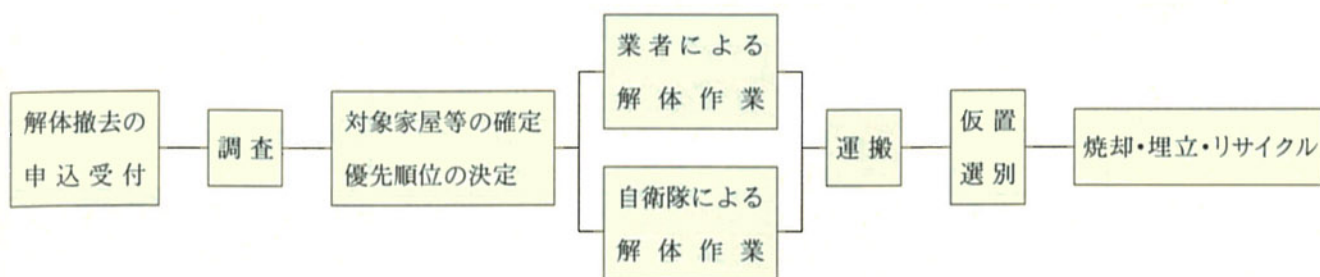 解体撤去の
申込受付
調査
対象家屋等の確定
優先順位の決定
業者による
解体作業
自衛隊による
解体作業
運搬
仮置
選別
焼却・埋立・リサイクル